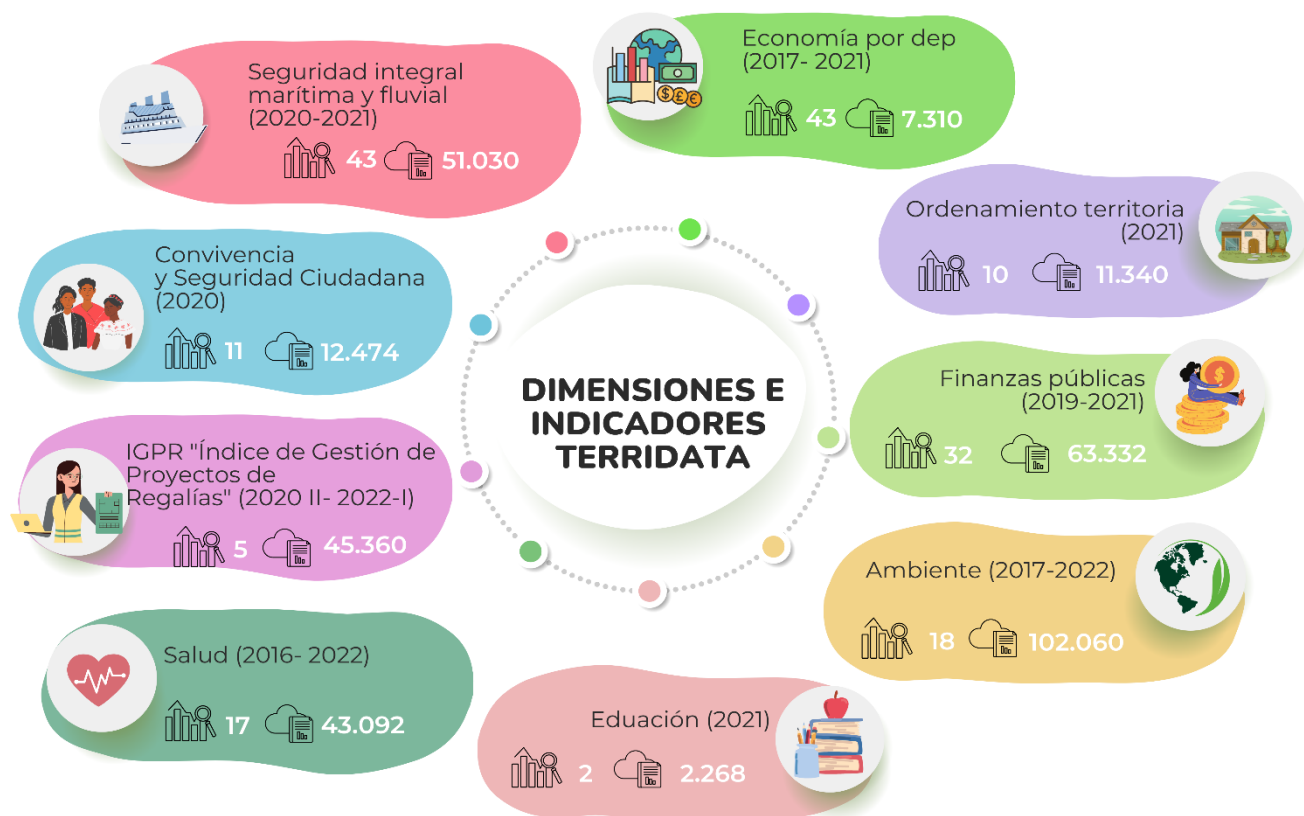 Seguridad integral
marítima y fluvial
(2020-2021)
43 51.030
Economía por dep
(2017- 2021)
43 7.310
Ordenamiento territoria
(2021)
10 11.340
Convivencia
y Seguridad Ciudadana
(2020)
11 12.474
DIMENSIONES E
INDICADORES
TERRIDATA
Finanzas públicas
(2019-2021)
32 63.332
IGPR "Índice de Gestión de
Proyectos de
Regalías" (2020 II- 2022-I)
5 45.360
Ambiente (2017-2022)
18 102.060
Salud (2016- 2022)
17 43.092
Eduación (2021)
2 2.268